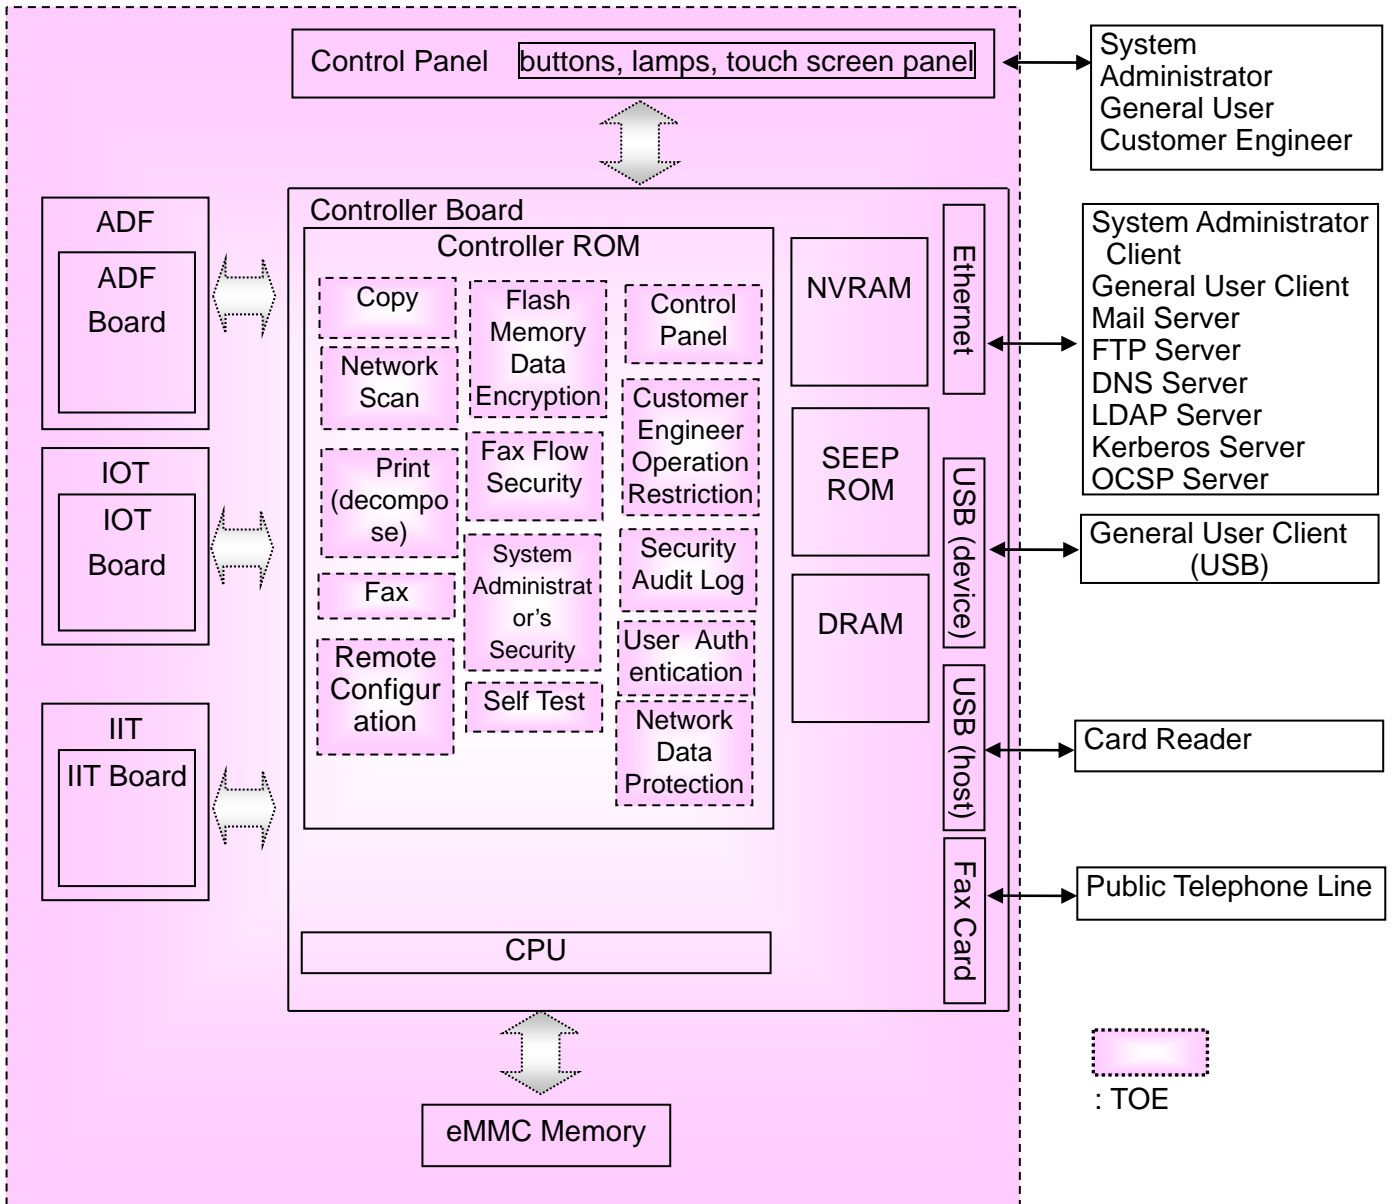 Control Panel
buttons, lamps, touch screen panel
System
Administrator
General User
Customer Engineer
ADF
ADF
Board
IOT
IOT
Board
IIT
IIT Board
Controller Board
Controller ROM
Copy
Network
Scan
Print
(decompo
se)
Fax
Remote
Configur
ation
Flash
Memory
Data
Encryption
Fax Flow
Security
System
Administrat
or's
Security
Self Test
Control
Panel
Customer
Engineer
Operation
Restriction
Security
Audit Log
User Auth
entication
Network
Data
Protection
NVRAM
SEEP
ROM
DRAM
Ethernet
USB (device)
USB (host)
Fax Card
CPU
eMMC Memory
System Administrator
Client
General User Client
Mail Server
FTP Server
DNS Server
LDAP Server
Kerberos Server
OCSP Server
General User Client
(USB)
Card Reader
Public Telephone Line
: TOE